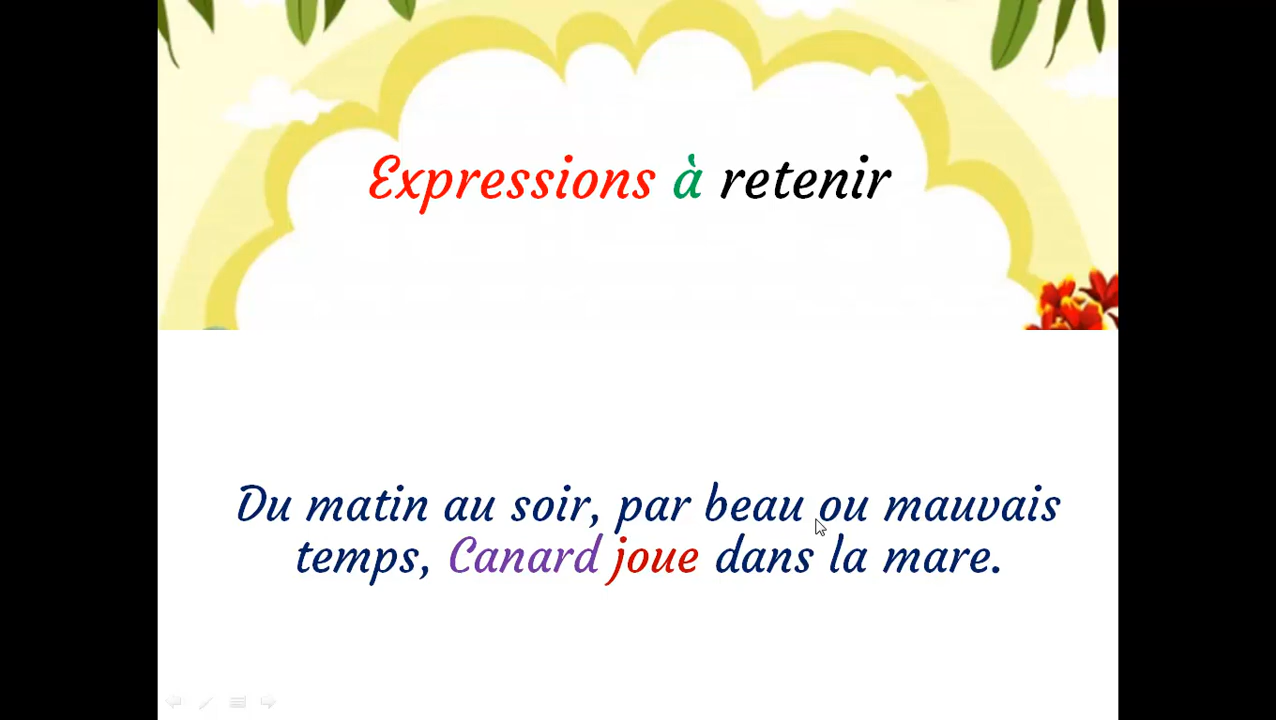 Expressions à retenir
Du matin au soir, par beau ou mauvais
temps, Canard joue dans la mare.